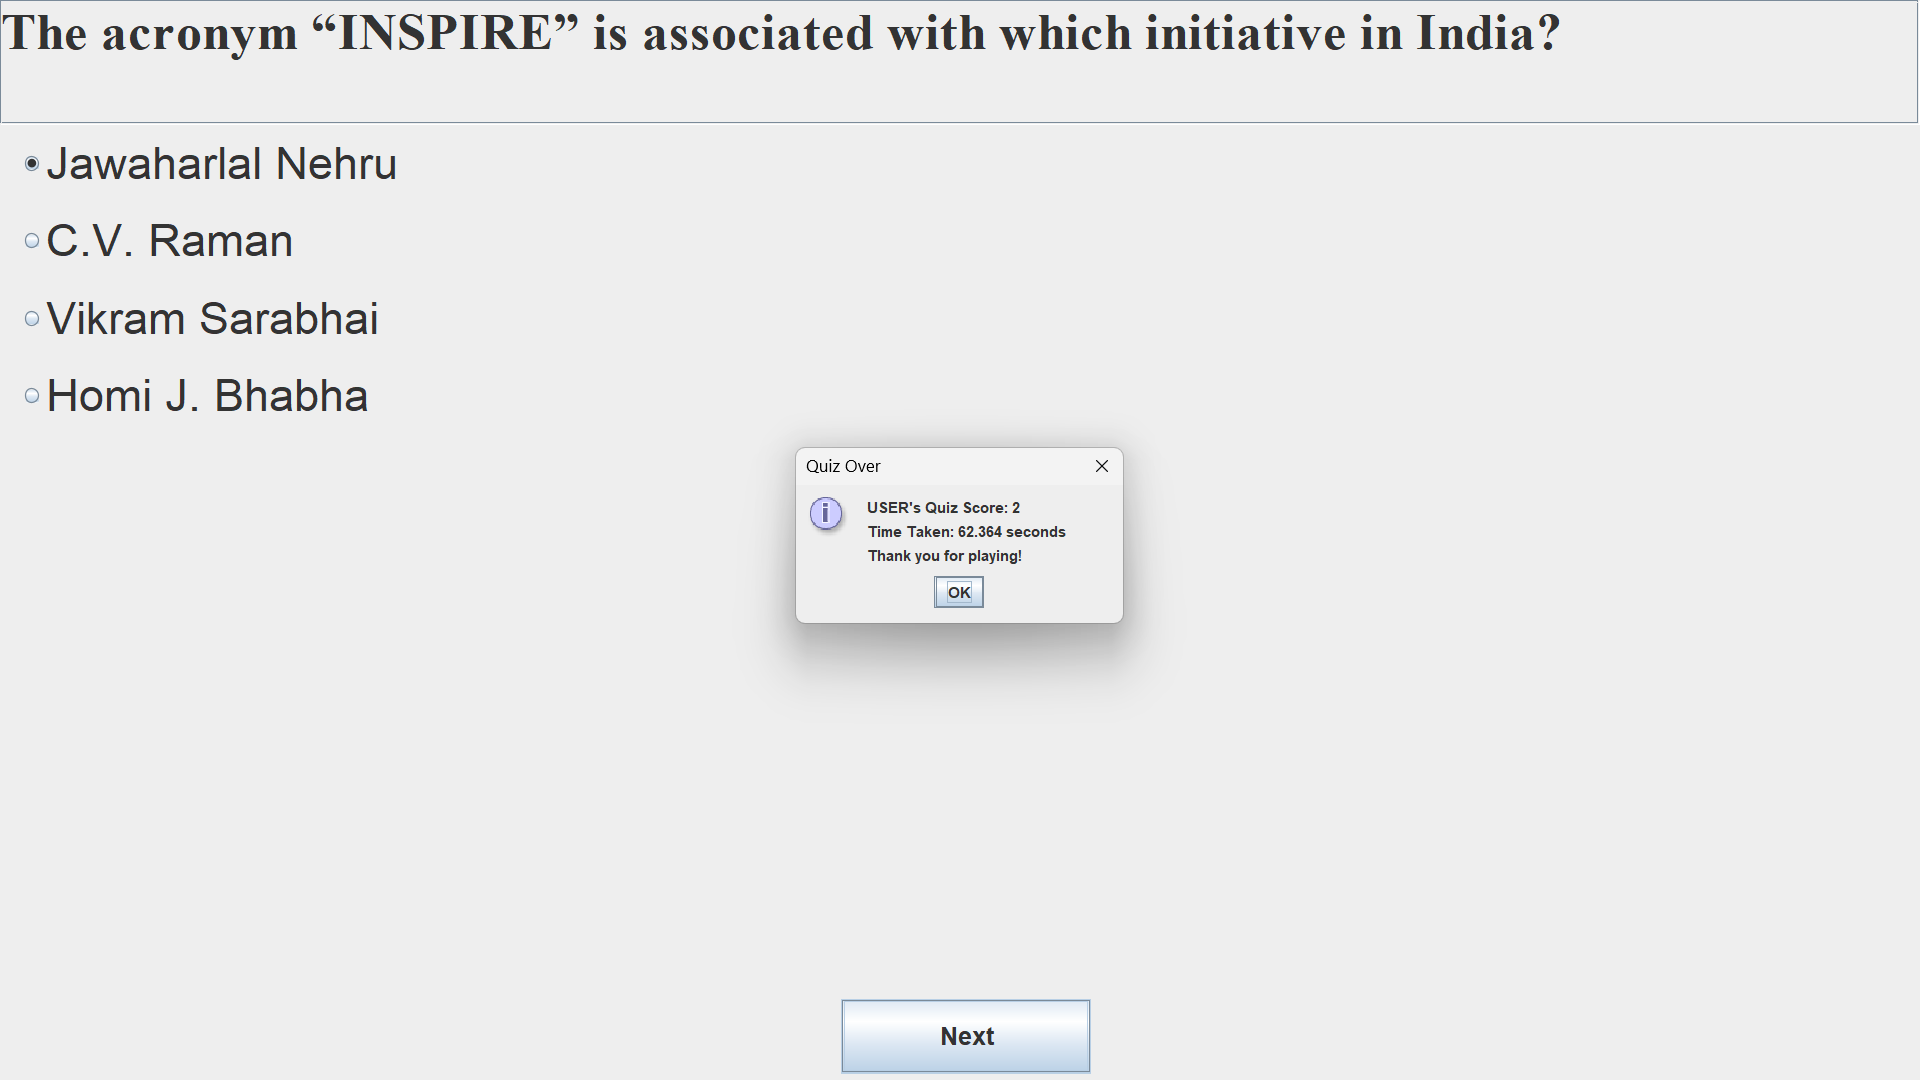 The acronym “INSPIRE” is associated with which initiative in India?
Jawaharlal Nehru
C.V. Raman
Vikram Sarabhai
Homi J. Bhabha
Quiz Over
i
USER's Quiz Score: 2
Time Taken: 62.364 seconds
Thank you for playing!
OK
Next